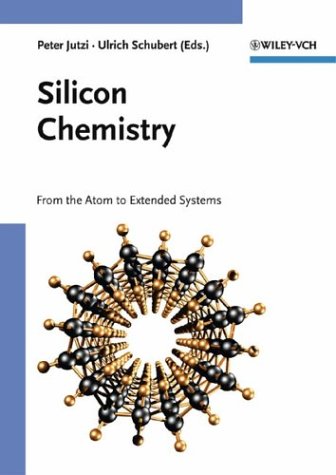 Peter Jutzi · Ulrich Schubert (Eds.)
WILEY-VCH
Silicon
Chemistry
From the Atom to Extended Systems